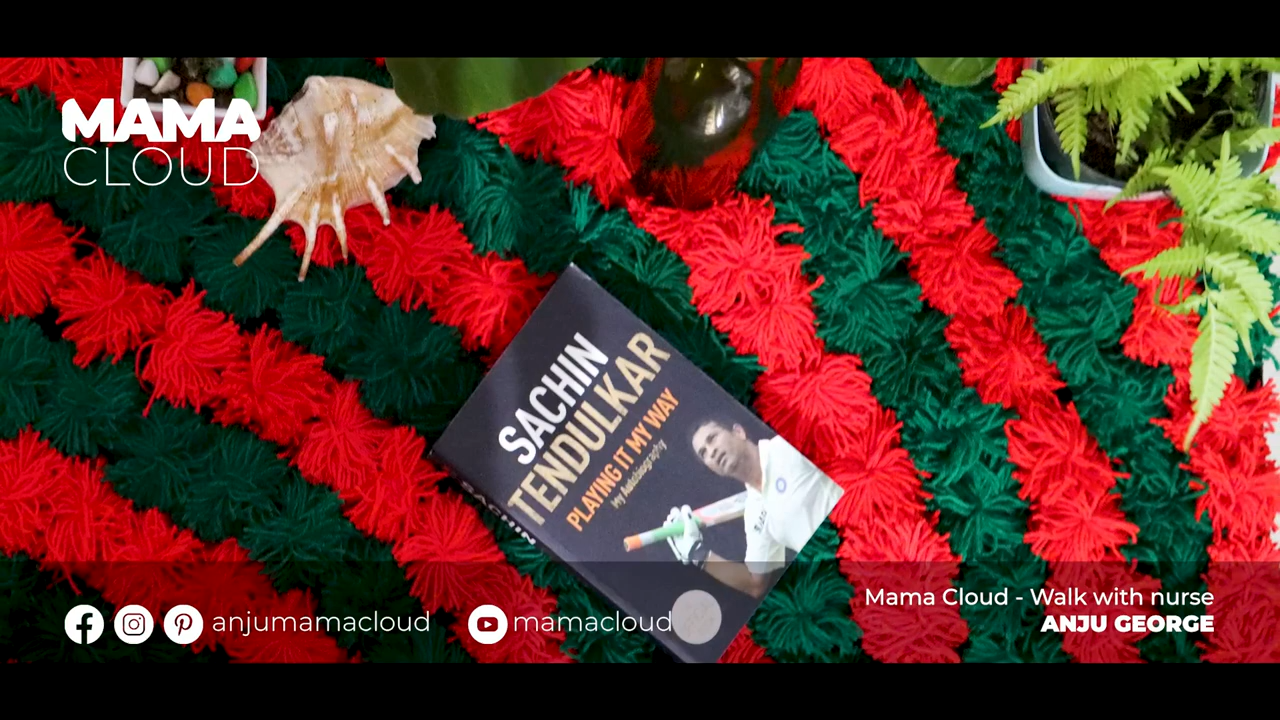 MAMA
CLOUD
SACHIN
TENDULKAR
PLAYING IT MY WAY
My Autobiography
SACHIN
anjumamacloud
mamacloud
Mama Cloud - Walk with nurse
ANJU GEORGE